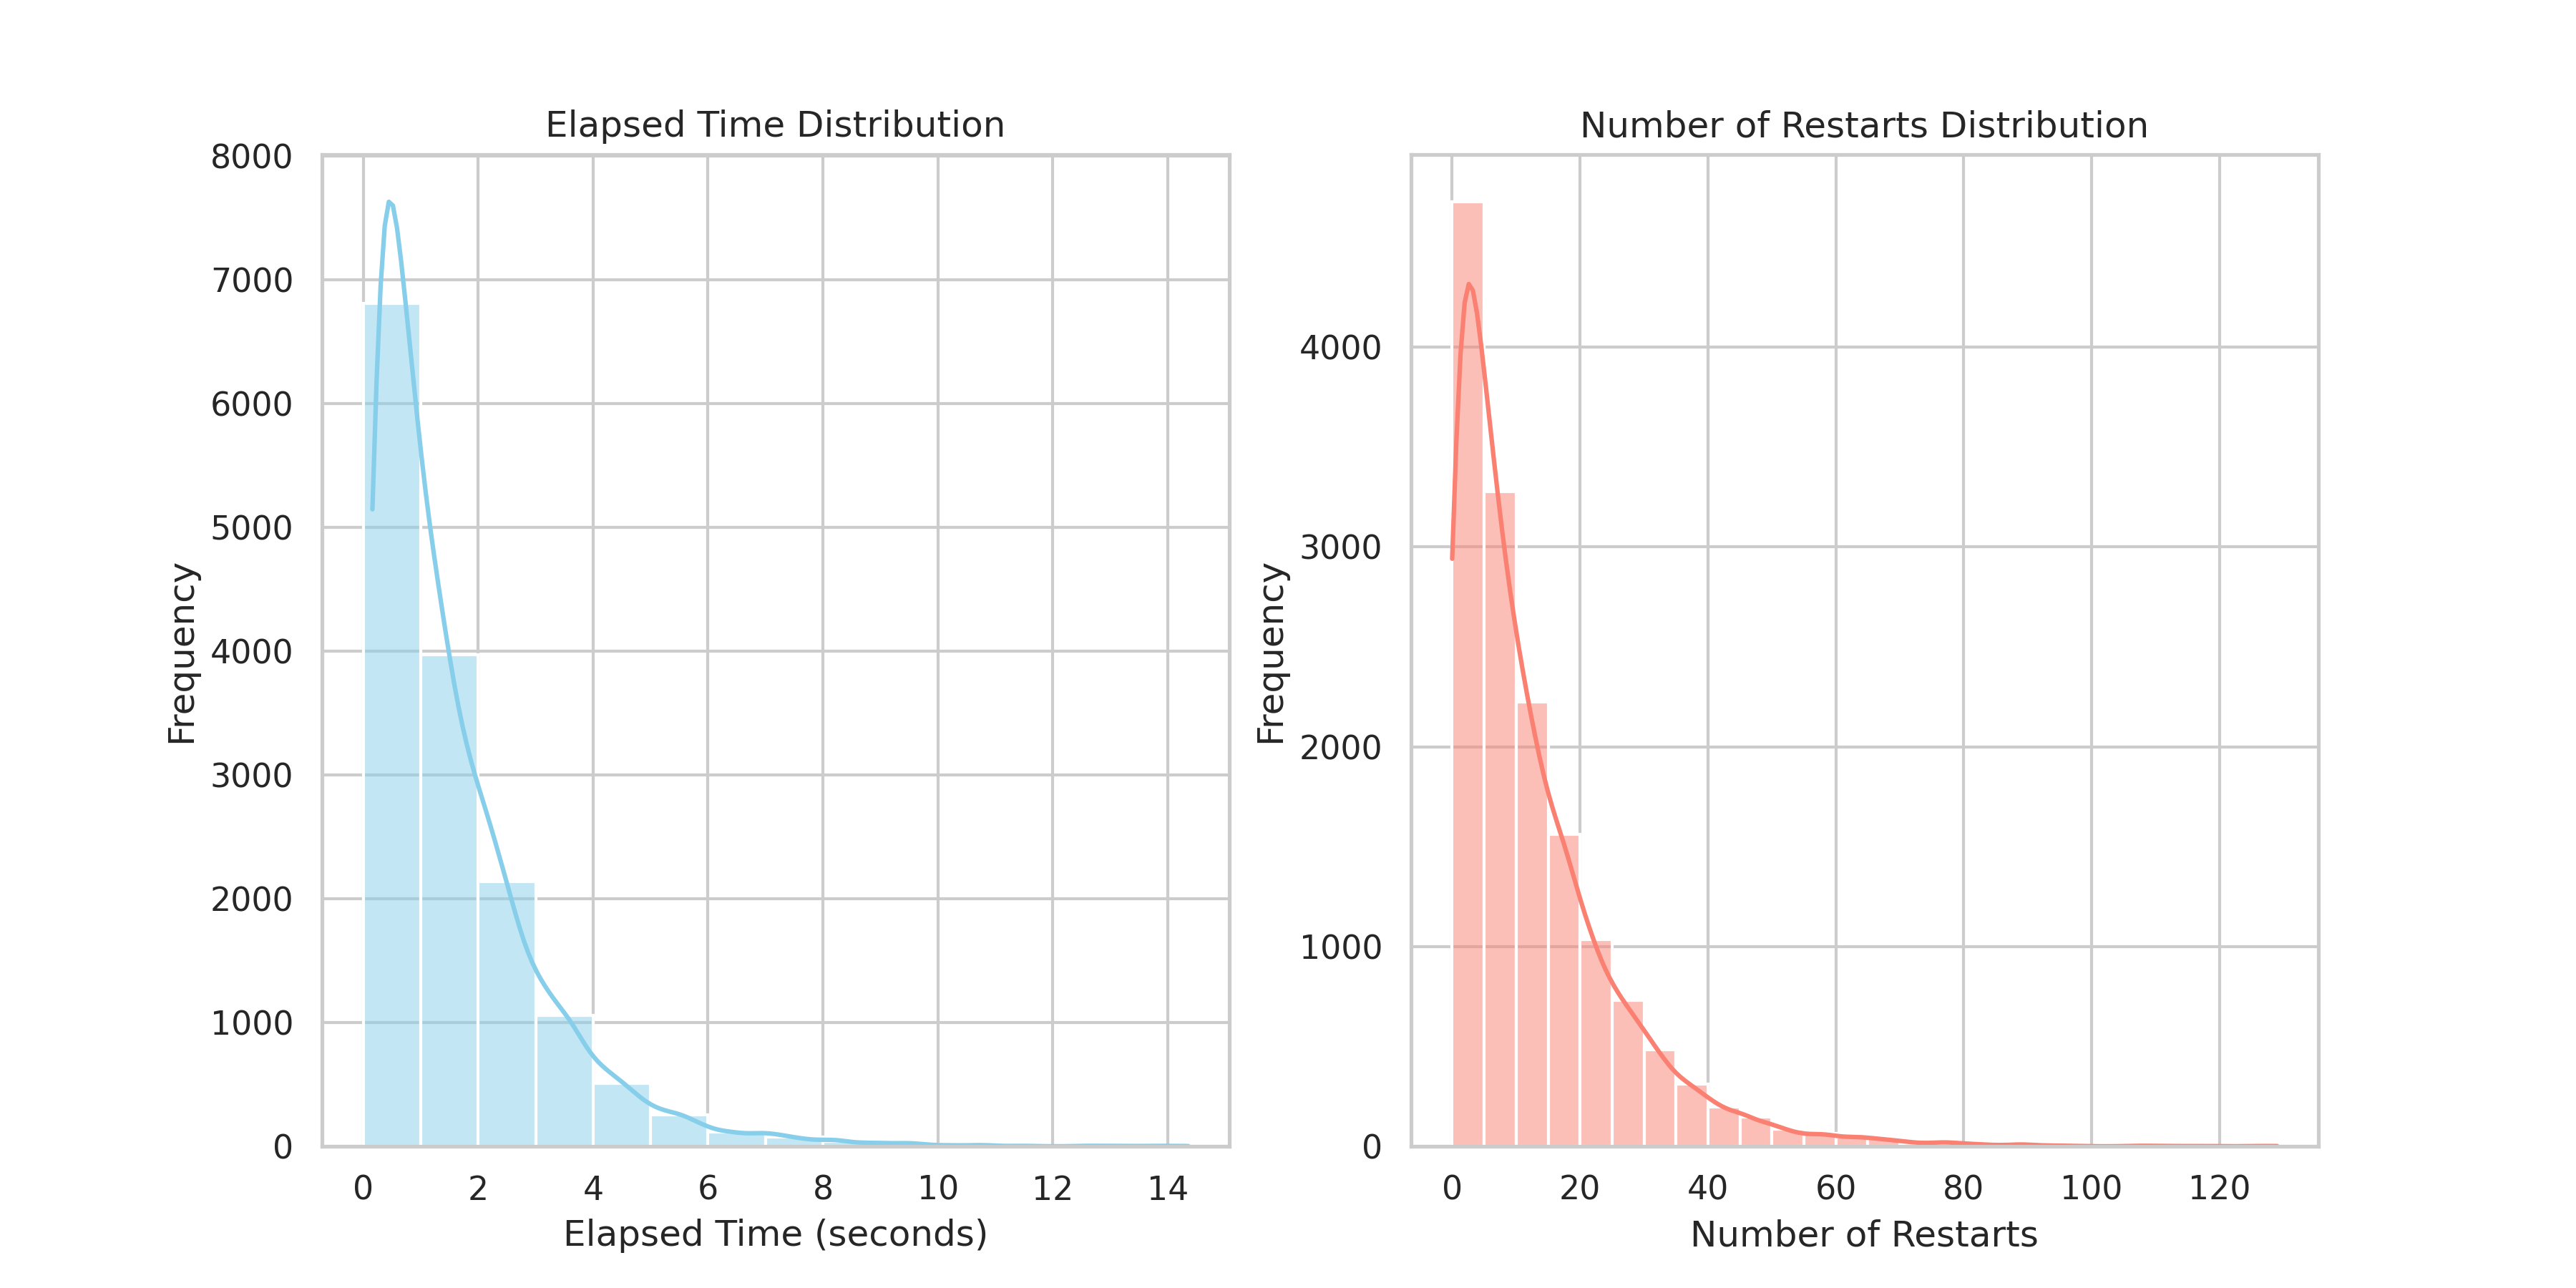 Elapsed Time Distribution
8000
7000
6000
5000
4000
3000
2000
1000
0
Frequency
0 2 4 6 8 10 12 14
Elapsed Time (seconds)
Number of Restarts Distribution
4000
3000
2000
1000
0
Frequency
0 20 40 60 80 100 120
Number of Restarts